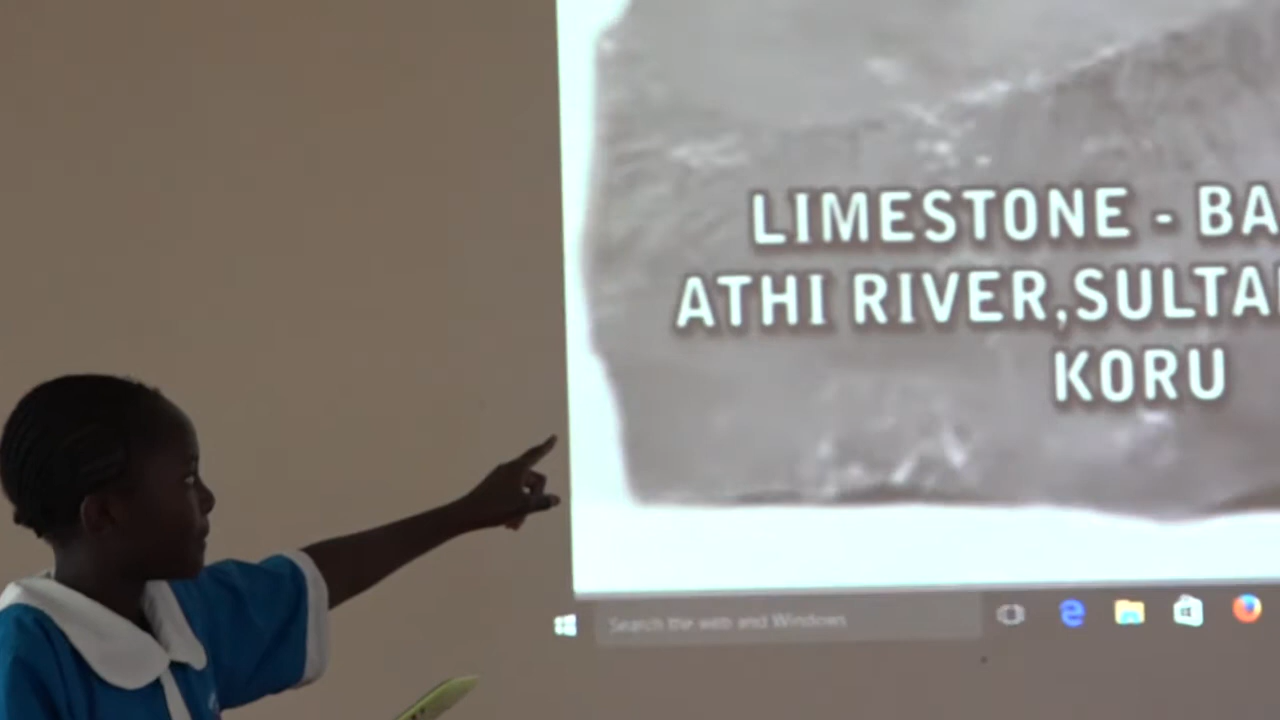 LIMESTONE - BA
ATHI RIVER,SULTA
KORU
Search the web and Windows